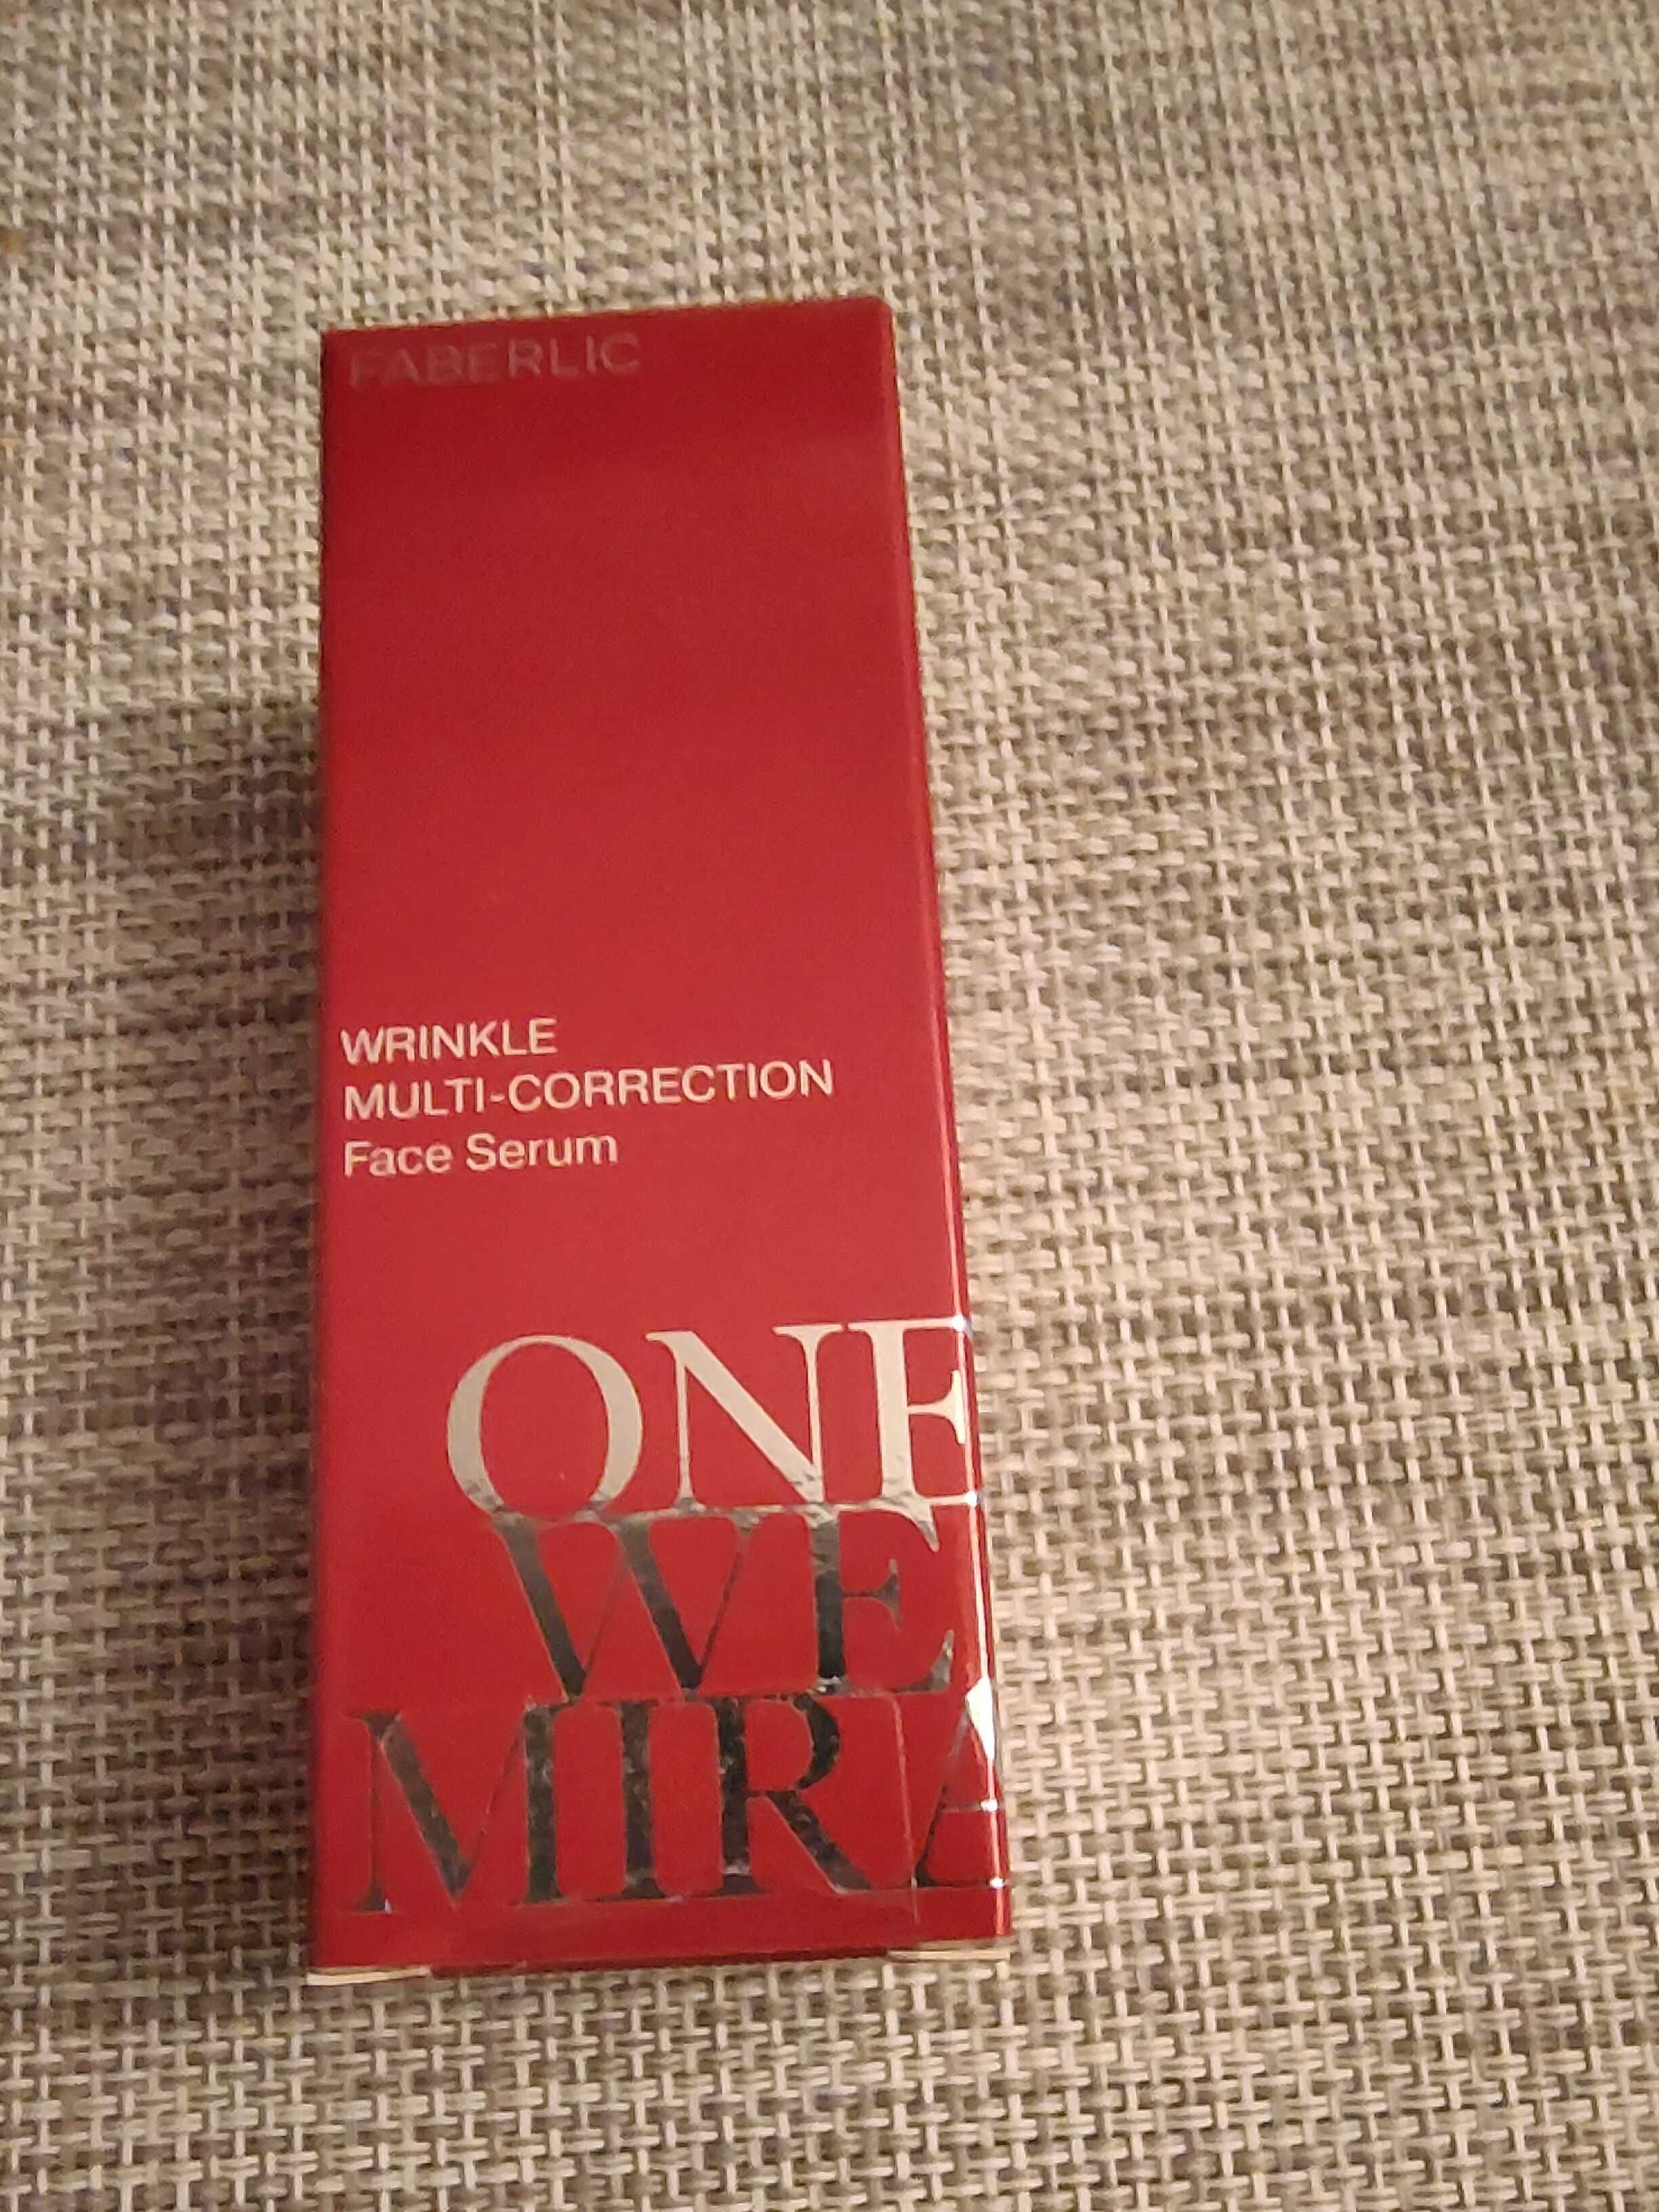 FABERLIC
WRINKLE
MULTI-CORRECTION
Face Serum
ONE
WE
MIRA